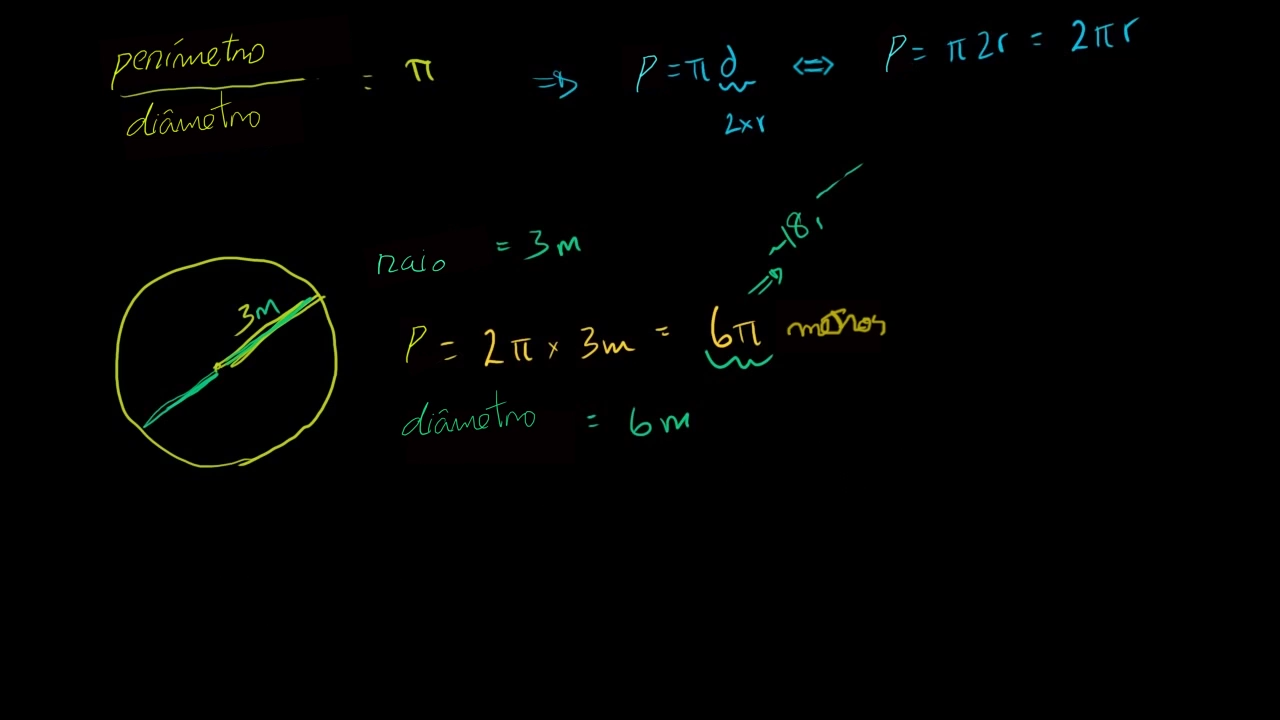 perímetro
diâmetro
= π ⇒ P = π d ⇔ P = π 2r = 2πr
2×r
~18,
raio = 3m
3m
P = 2π × 3m = 6π metros
diâmetro = 6m